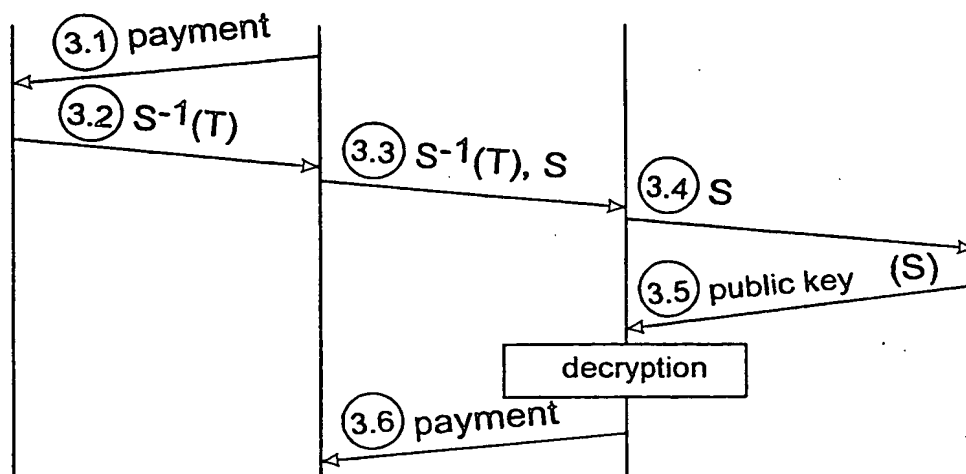 3.1 payment
3.2 S-1(T)
3.3 S-1(T), S
3.4 S
3.5 public key (S)
decryption
3.6 payment